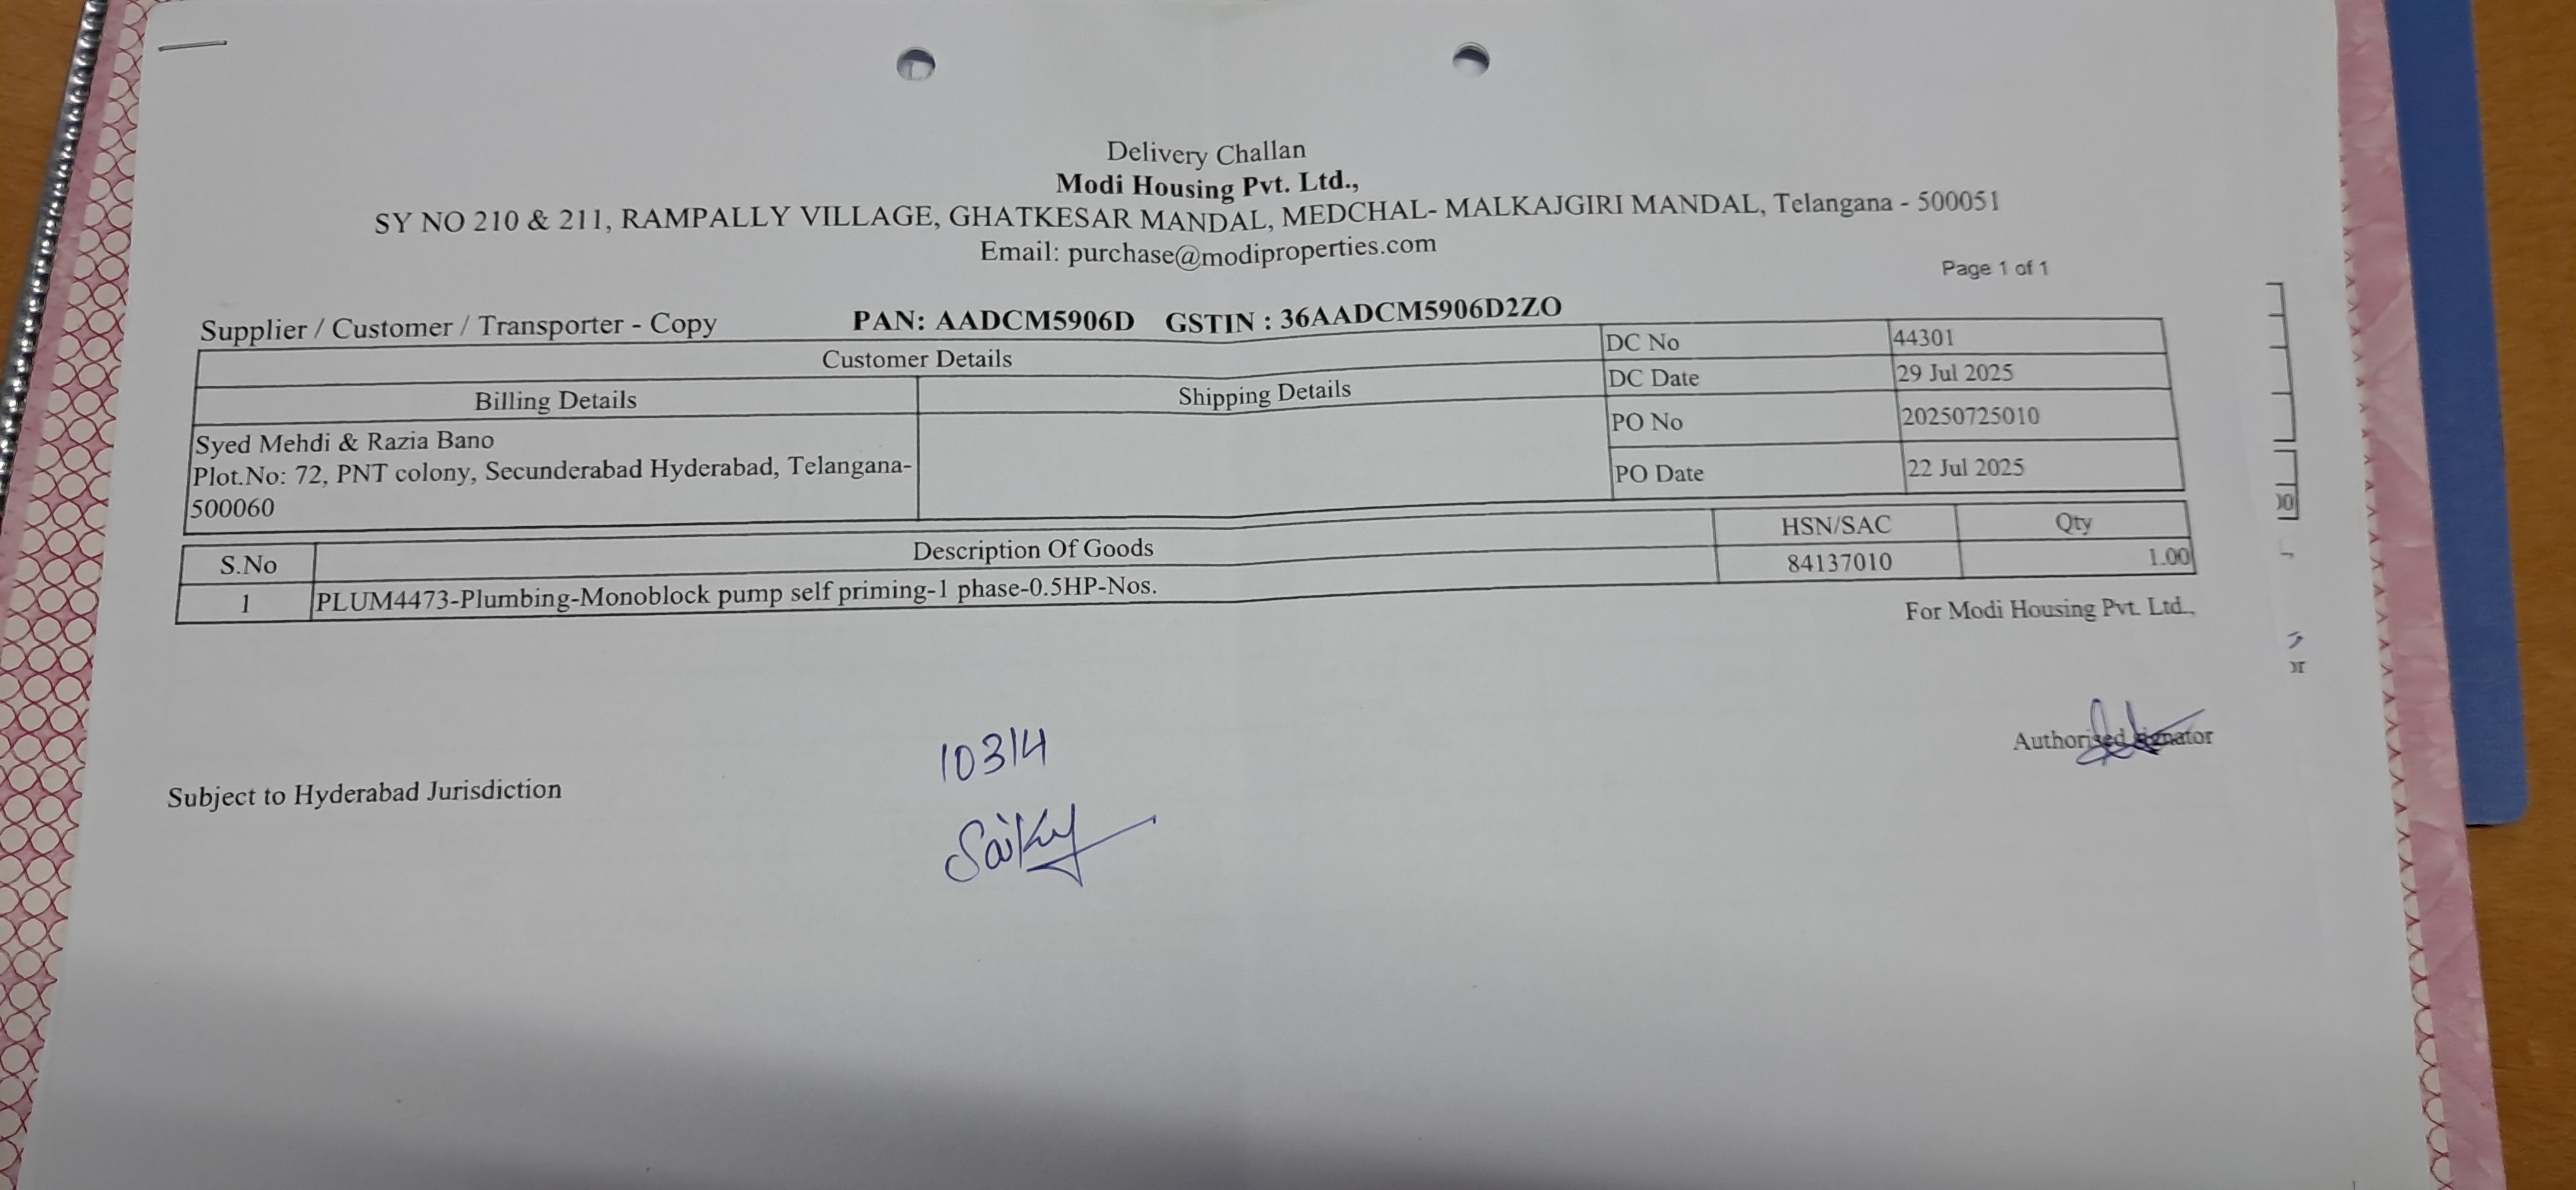 Delivery Challan
Modi Housing Pvt. Ltd.,
SY NO 210 & 211, RAMPALLY VILLAGE, GHATKESAR MANDAL, MEDCHAL- MALKAJGIRI MANDAL, Telangana - 500051
Email: purchase@modiproperties.com
Page 1 of 1
Supplier / Customer / Transporter - Copy PAN: AADCM5906D GSTIN : 36AADCM5906D2ZO
Customer Details
DC No 44301
DC Date 29 Jul 2025
PO No 20250725010
PO Date 22 Jul 2025
Billing Details
Syed Mehdi & Razia Bano
Plot.No: 72, PNT colony, Secunderabad Hyderabad, Telangana-
500060
Shipping Details
S.No Description Of Goods HSN/SAC Qty
1 PLUM4473-Plumbing-Monoblock pump self priming-1 phase-0.5HP-Nos. 84137010 1.00
For Modi Housing Pvt. Ltd.,
10314
Authorised signator
Subject to Hyderabad Jurisdiction